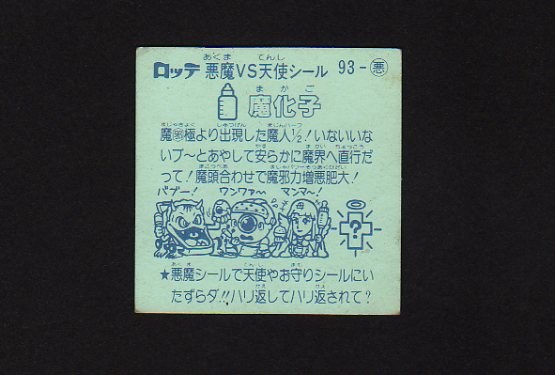 ロッテ 悪魔VS天使シール 93-悪
魔化子
極より出現した魔人½!いないいな
いブ〜とあやして安らかに魔界へ直行だ
って!魔頭合わせで魔邪力増悪肥大!
バブー! ワンワァ〜 マンマ〜!
?
★悪魔シールで天使やお守りシールにい
たずらダ!!ハリ返してハリ返されて?